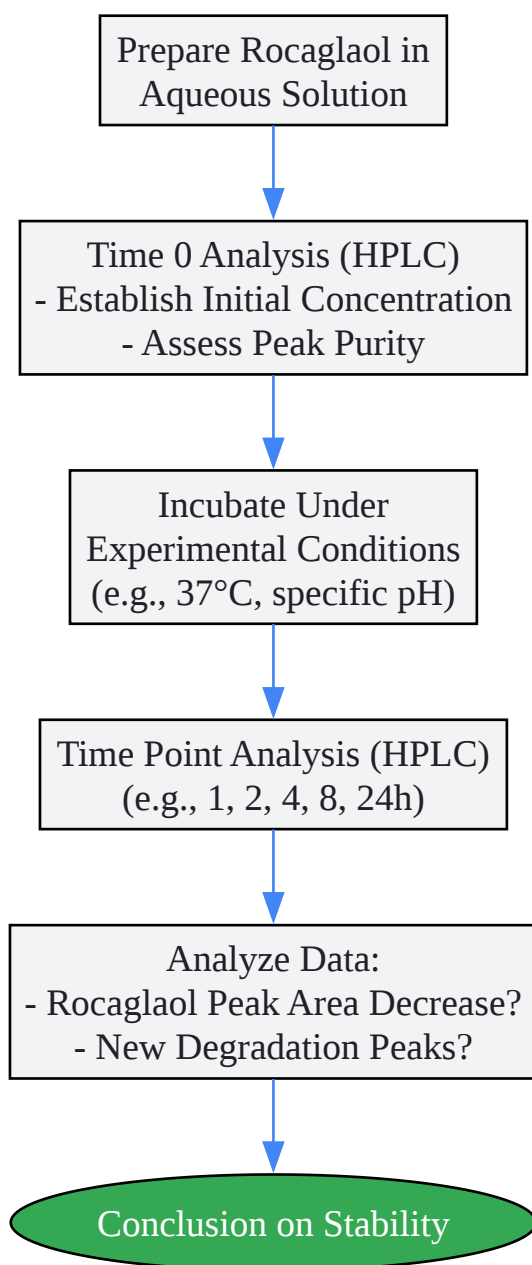 Prepare Rocaglaol in
Aqueous Solution
Time 0 Analysis (HPLC)
- Establish Initial Concentration
- Assess Peak Purity
Incubate Under
Experimental Conditions
(e.g., 37°C, specific pH)
Time Point Analysis (HPLC)
(e.g., 1, 2, 4, 8, 24h)
Analyze Data:
- Rocaglaol Peak Area Decrease?
- New Degradation Peaks?
Conclusion on Stability